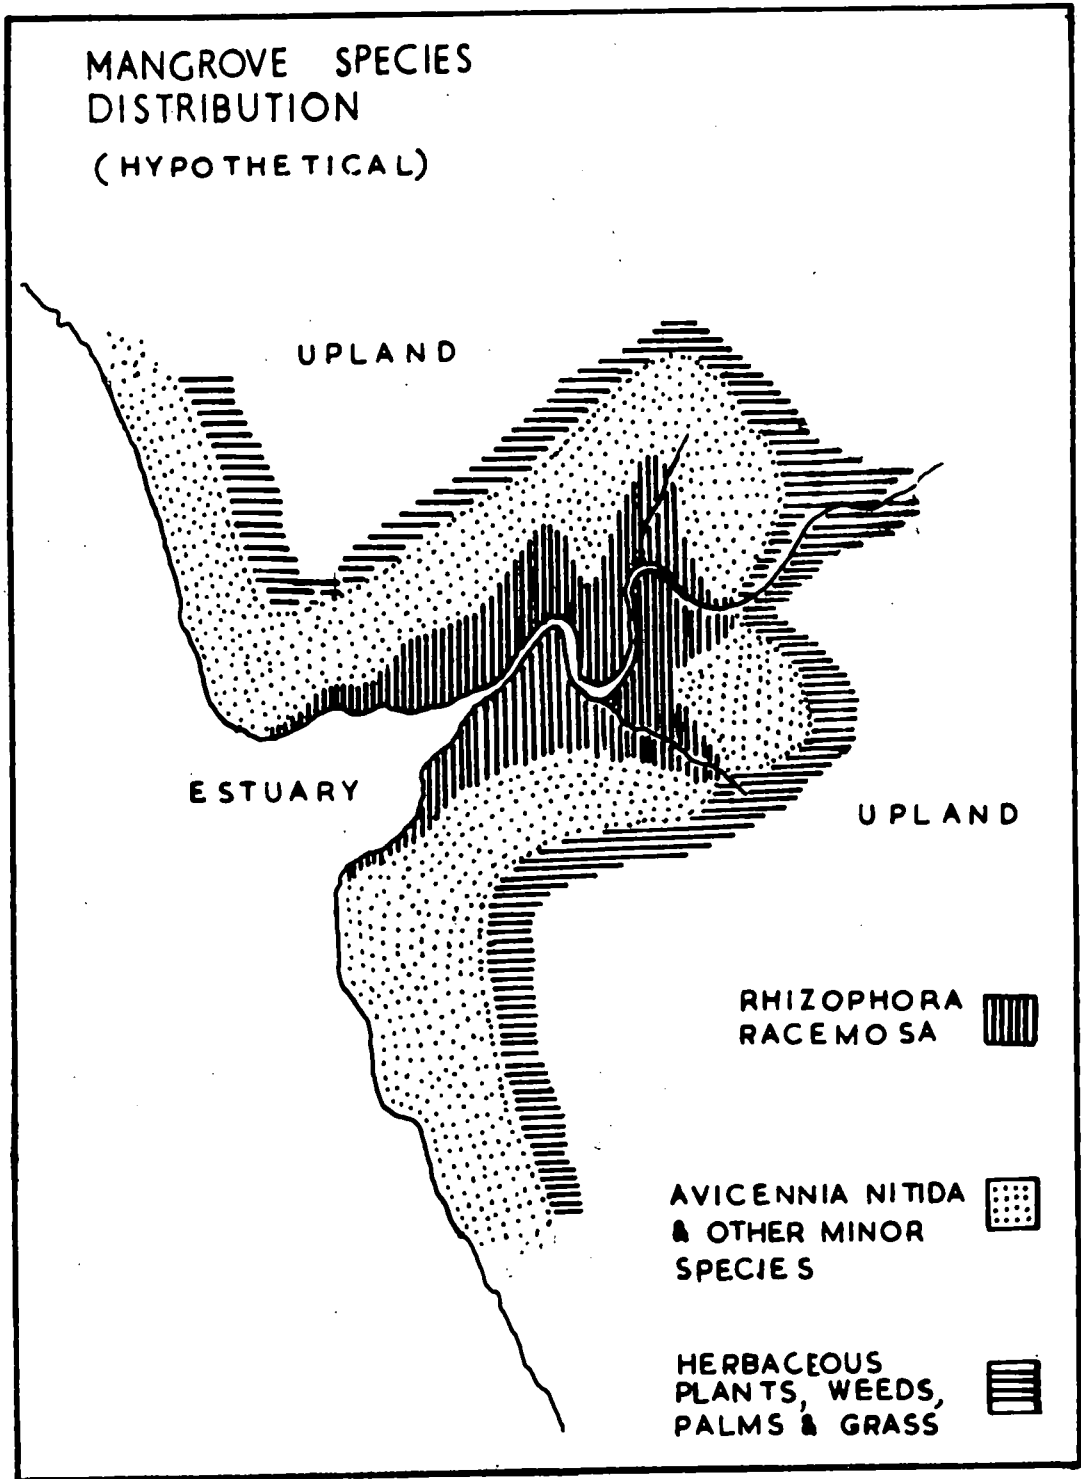 MANGROVE SPECIES
DISTRIBUTION
(HYPOTHETICAL)
UPLAND
ESTUARY
UPLAND
RHIZOPHORA
RACEMOSA
AVICENNIA NITIDA
& OTHER MINOR
SPECIES
HERBACEOUS
PLANTS, WEEDS,
PALMS & GRASS